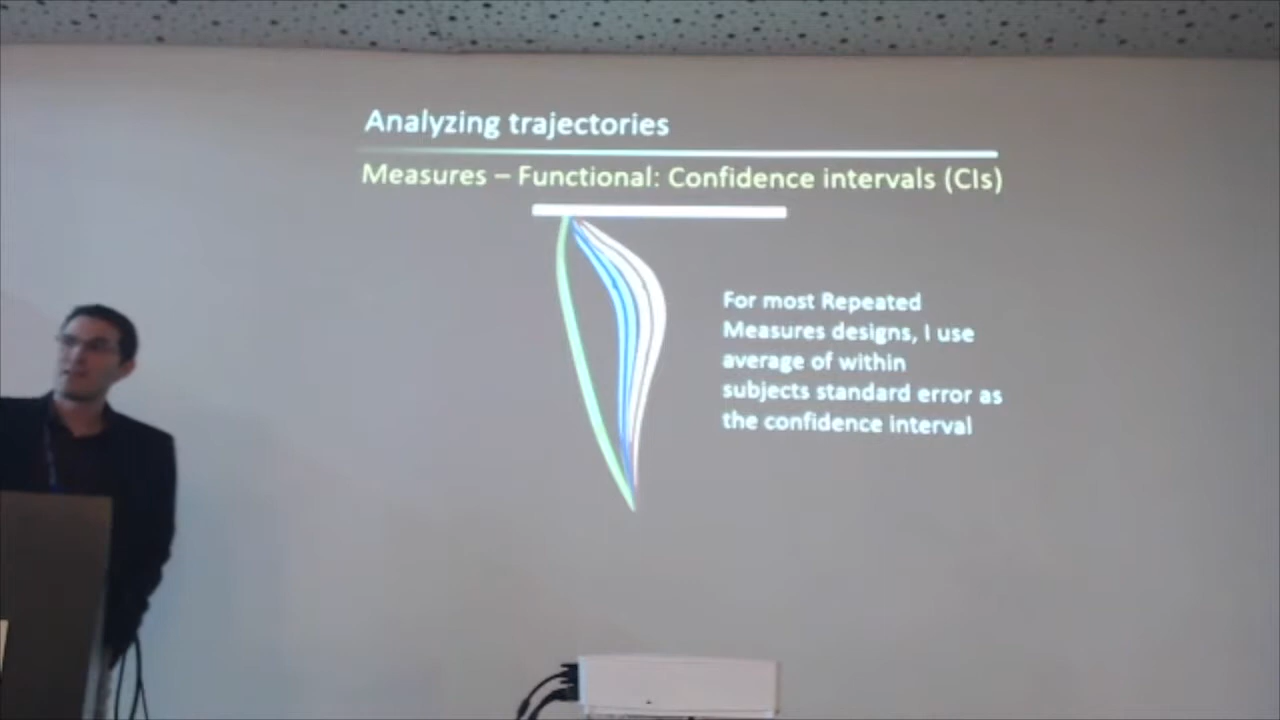 Analyzing trajectories
Measures – Functional: Confidence intervals (CIs)
For most Repeated
Measures designs, I use
average of within
subjects standard error as
the confidence interval